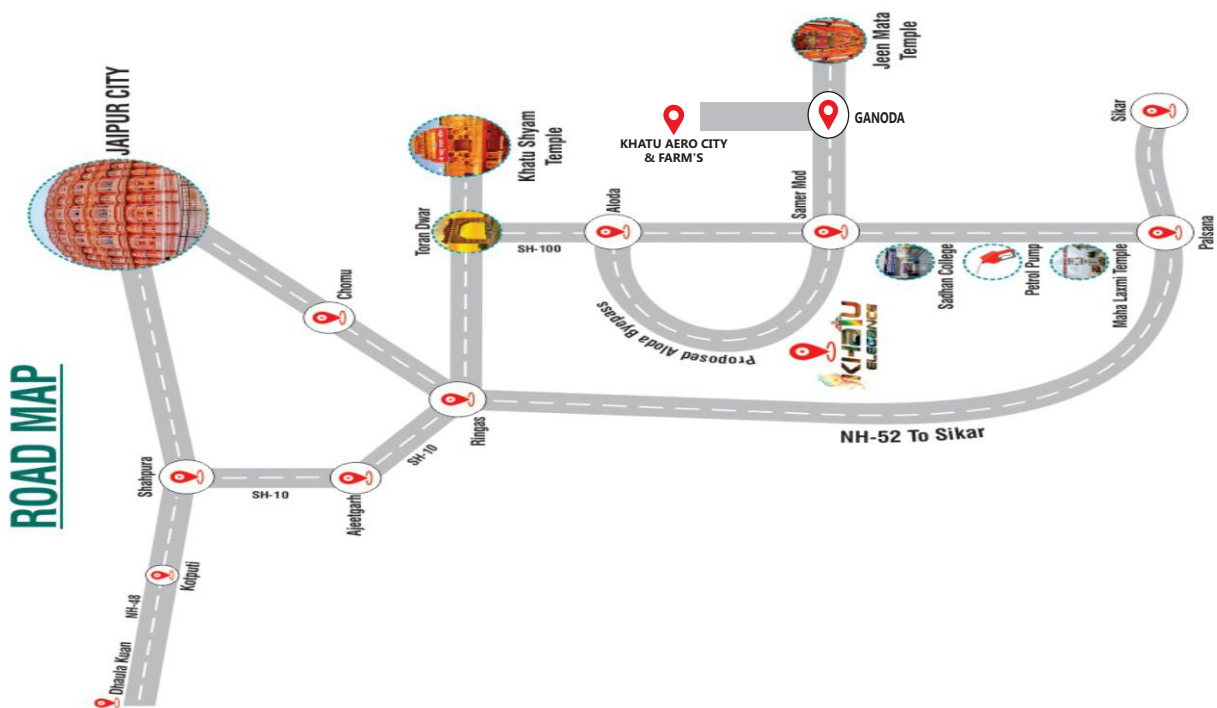 ROAD MAP
JAIPUR CITY
Chomu
Shahpura
SH-10
Ajeetgarh
SH-10
Ringas
Kotputi
NH-48
Dhaula Kuan
Toran Dwar
Khatu Shyam
Temple
SH-100
Aloda
Proposed Aloda Byepass
KHATU AERO CITY
& FARM'S
GANODA
Jeen Mata
Temple
Samer Mod
KHATU
ELEGANCE
Sadhan College
Petrol Pump
Maha Laxmi Temple
Palsana
Sikar
NH-52 To Sikar